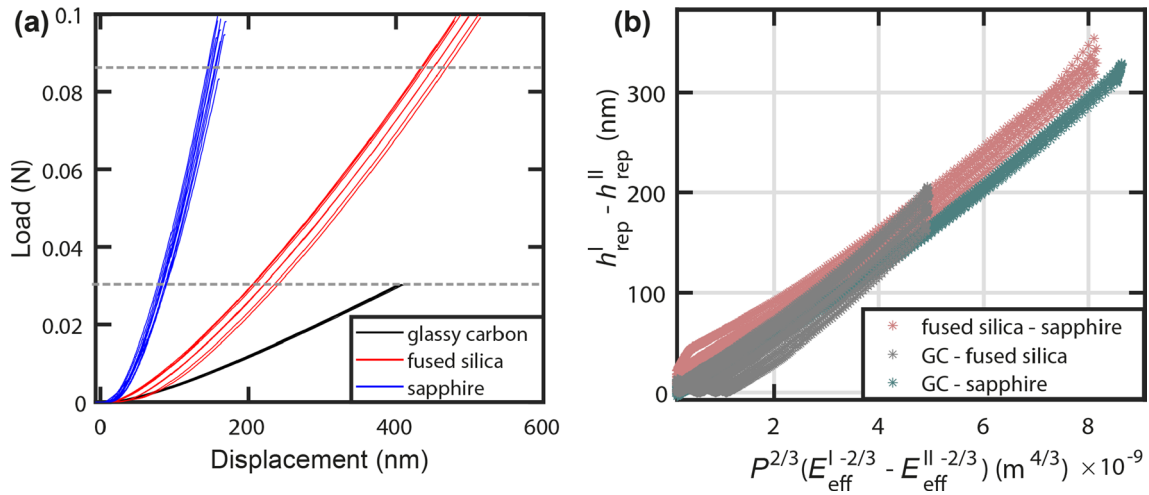 (a)
0.1
0.08
0.06
0.04
0.02
0
Load (N)
glassy carbon
fused silica
sapphire
0 200 400 600
Displacement (nm)
(b)
300
200
100
0
h^I_rep - h^II_rep (nm)
fused silica - sapphire
GC - fused silica
GC - sapphire
2 4 6 8
P^2/3 (E^I_eff^-2/3 - E^II_eff^-2/3) (m^4/3) ×10^-9